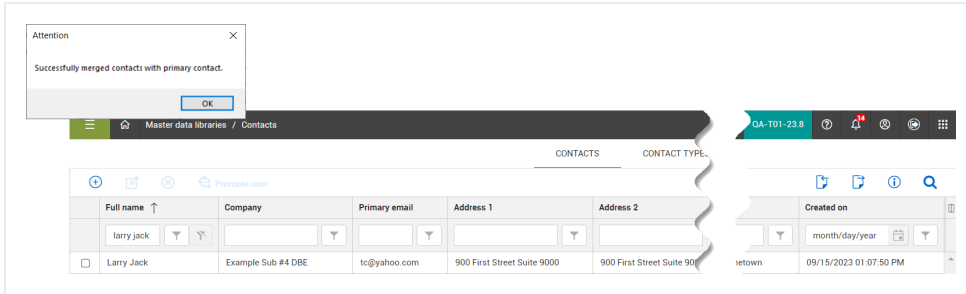 Attention
Successfully merged contacts with primary contact.
OK
Master data libraries / Contacts
QA-T01-23.8
14
CONTACTS
CONTACT TYPES
Promote user
Full name
Company
Primary email
Address 1
Address 2
Created on
larry jack
month/day/year
Larry Jack
Example Sub #4 DBE
tc@yahoo.com
900 First Street Suite 9000
900 First Street Suite 90
netown
09/15/2023 01:07:50 PM